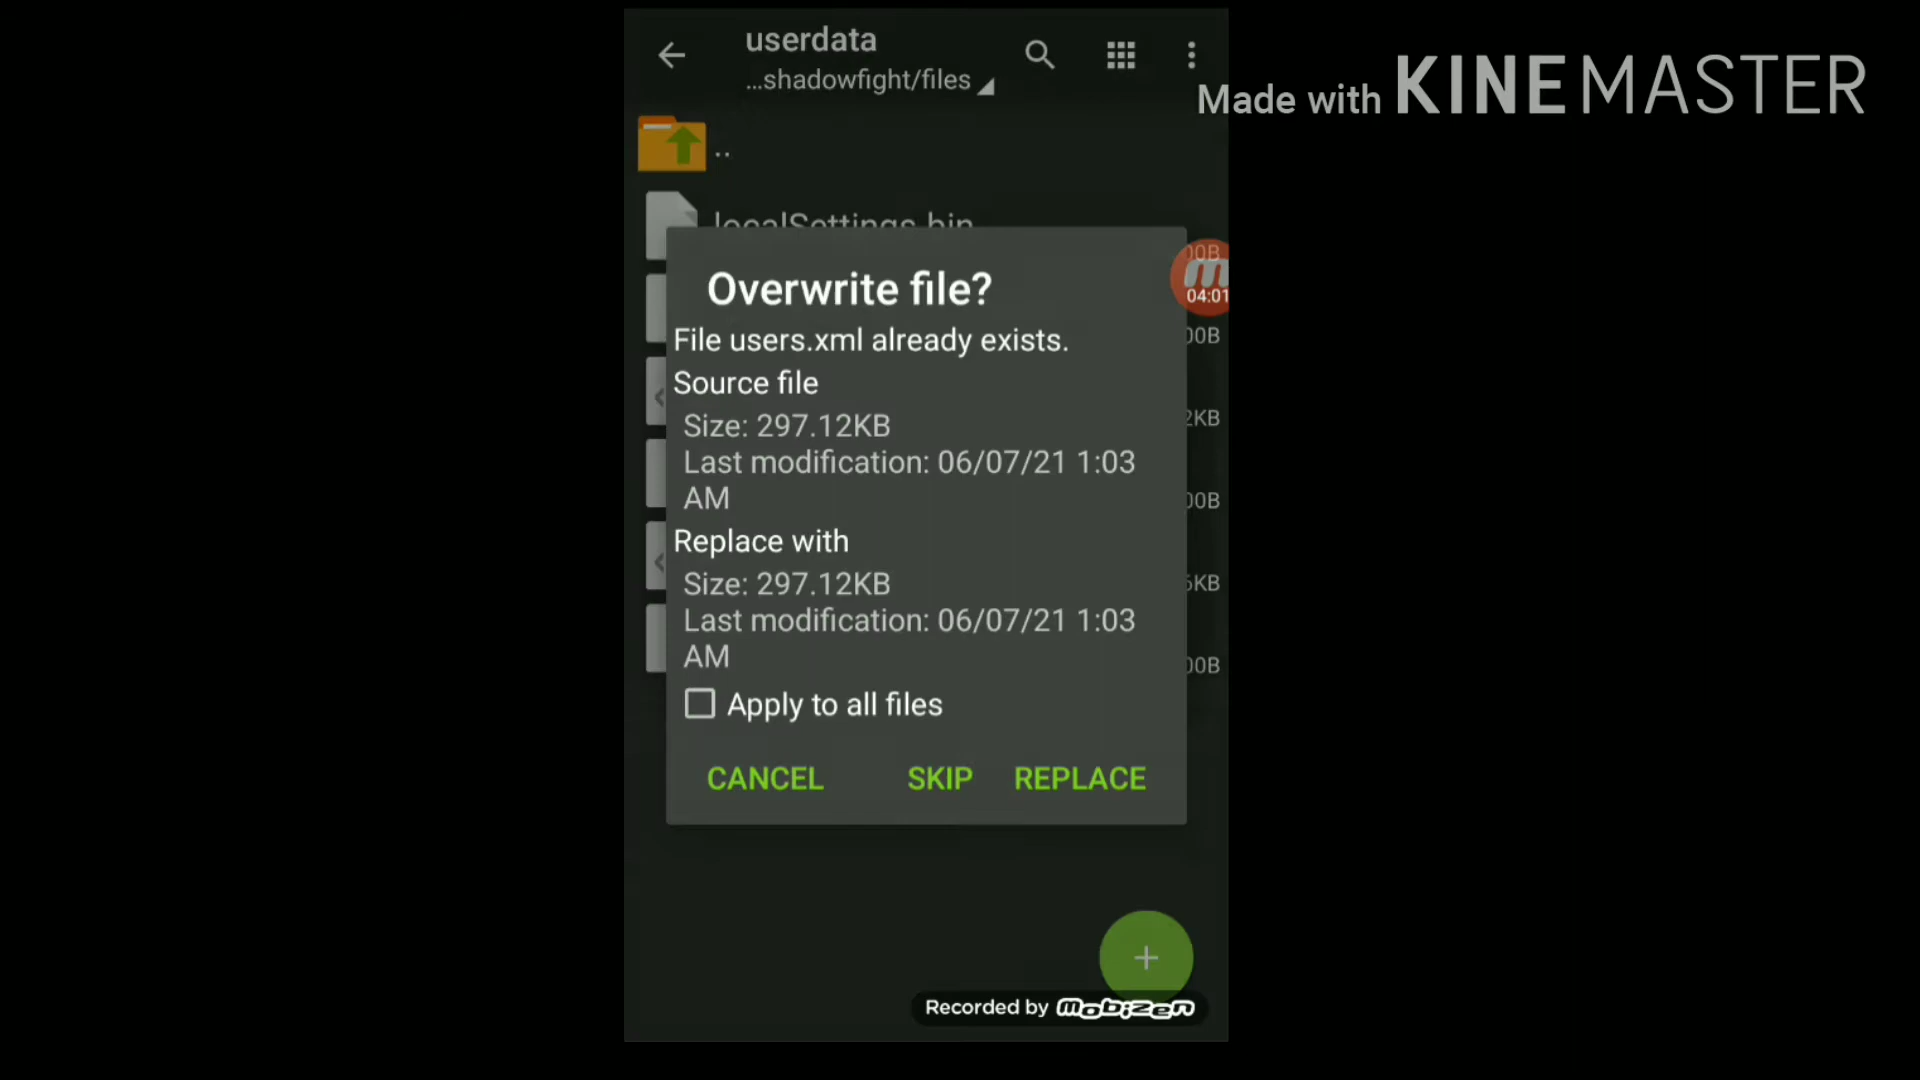 userdata
...shadowfight/files
Made with KINEMASTER
..
localSettings.bin
Overwrite file?
File users.xml already exists.
Source file
Size: 297.12KB
Last modification: 06/07/21 1:03
AM
Replace with
Size: 297.12KB
Last modification: 06/07/21 1:03
AM
Apply to all files
CANCEL SKIP REPLACE
04:01
Recorded by mobizen